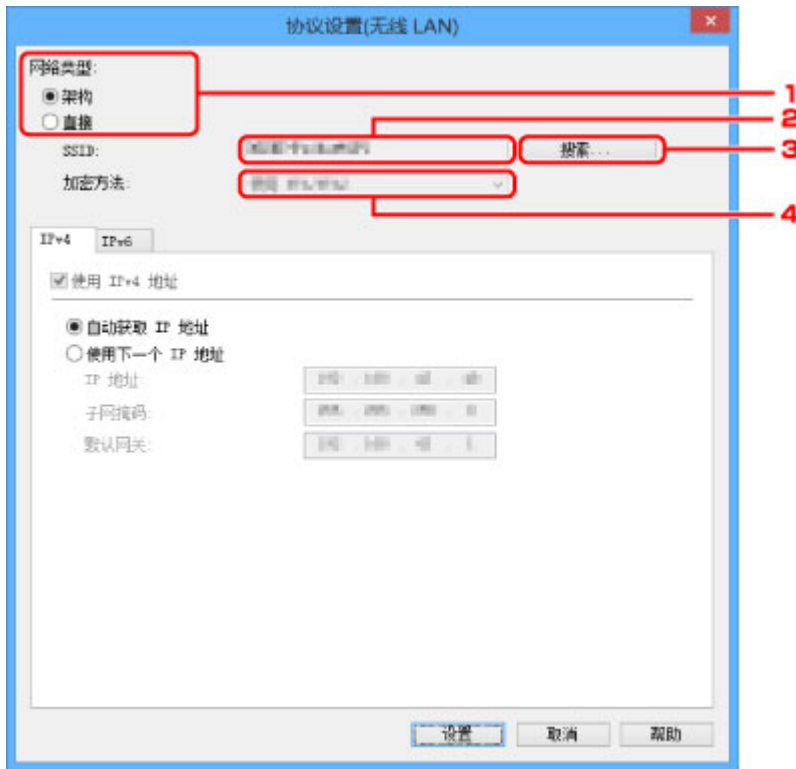 协议设置(无线 LAN)
网络类型:
架构
直接
1
2
SSID:
搜索...
3
加密方法:
4
IPv4
IPv6
使用 IPv4 地址
自动获取 IP 地址
使用下一个 IP 地址
IP 地址:
子网掩码:
默认网关:
设置
取消
帮助